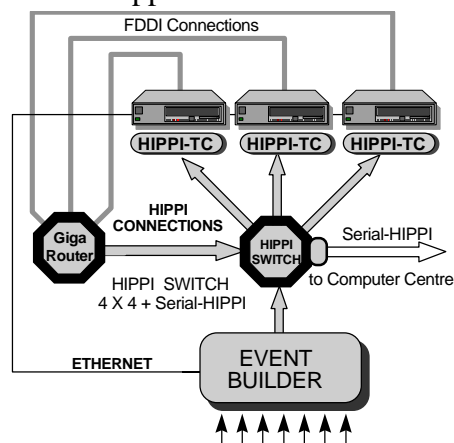 FDDI Connections
HIPPI-TC
HIPPI-TC
HIPPI-TC
Giga
Router
HIPPI
CONNECTIONS
HIPPI
SWITCH
Serial-HIPPI
to Computer Centre
HIPPI SWITCH
4 X 4 + Serial-HIPPI
ETHERNET
EVENT
BUILDER